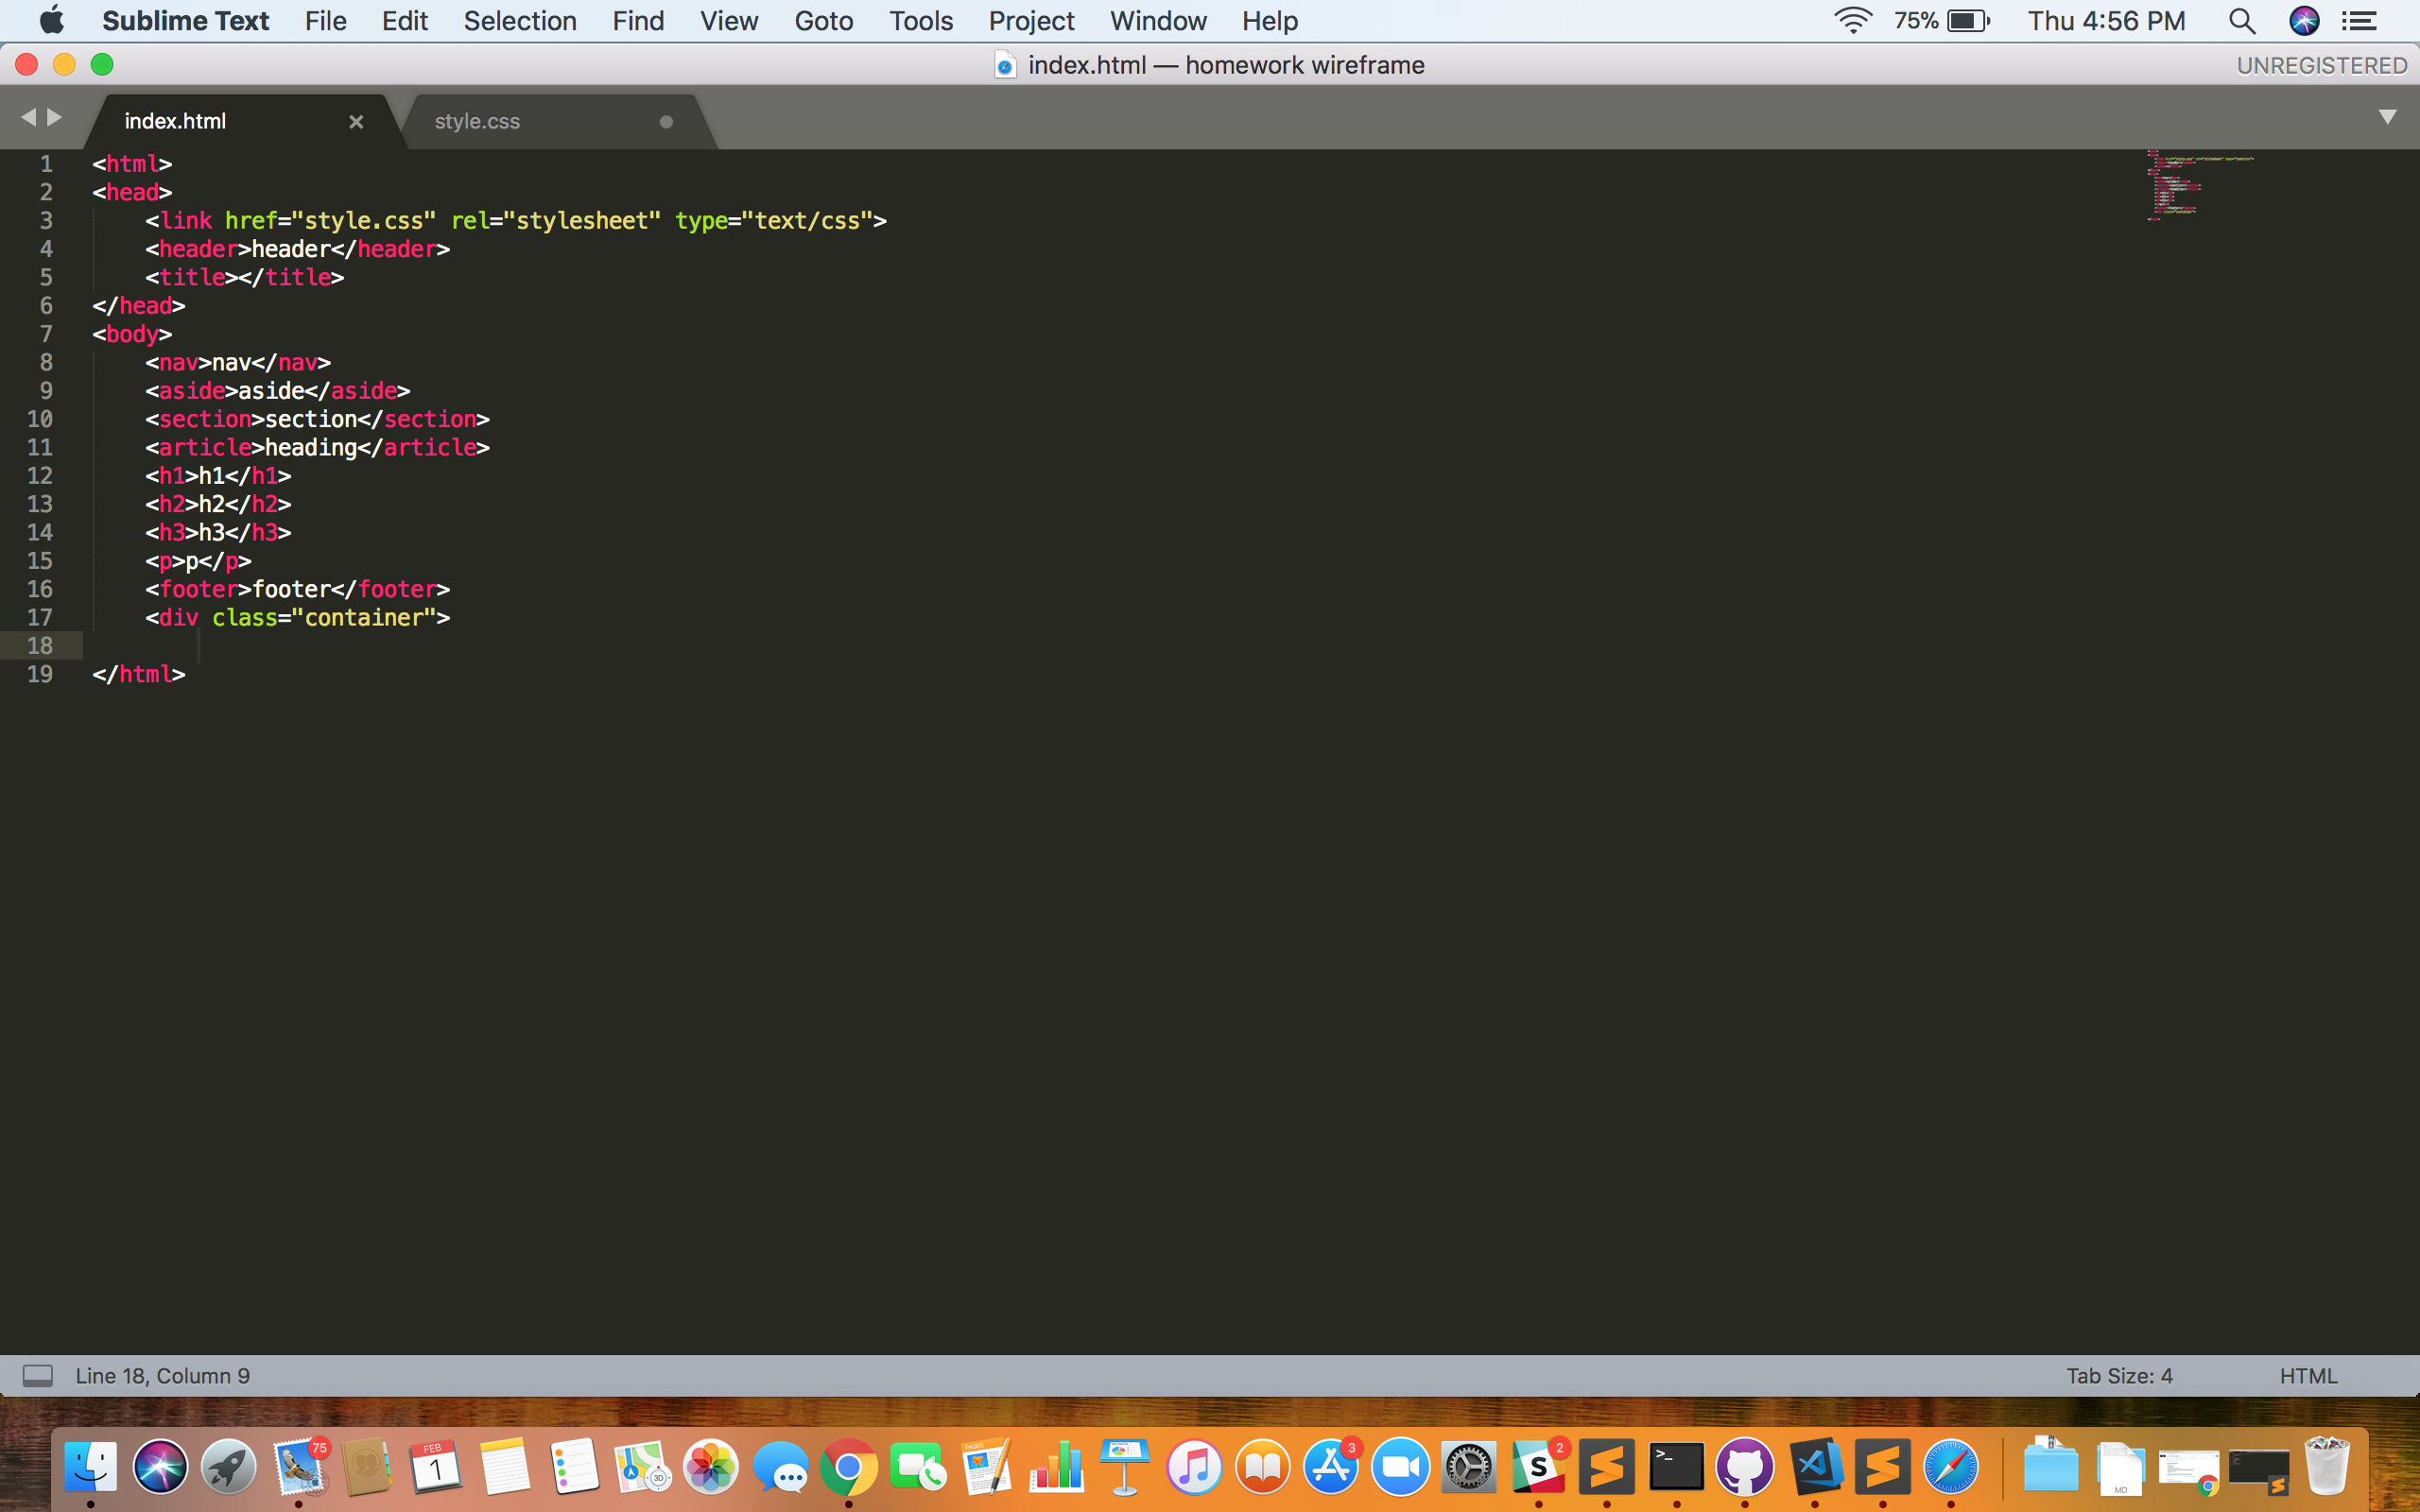 Sublime Text File Edit Selection Find View Goto Tools Project Window Help 75% Thu 4:56 PM
index.html — homework wireframe UNREGISTERED
index.html style.css
1 <html>
2 <head>
3 <link href="style.css" rel="stylesheet" type="text/css">
4 <header>header</header>
5 <title></title>
6 </head>
7 <body>
8 <nav>nav</nav>
9 <aside>aside</aside>
10 <section>section</section>
11 <article>heading</article>
12 <h1>h1</h1>
13 <h2>h2</h2>
14 <h3>h3</h3>
15 <p>p</p>
16 <footer>footer</footer>
17 <div class="container">
18
19 </html>
Line 18, Column 9 Tab Size: 4 HTML
75 FEB 1 3D PAGES 3 S 2 >_ MD